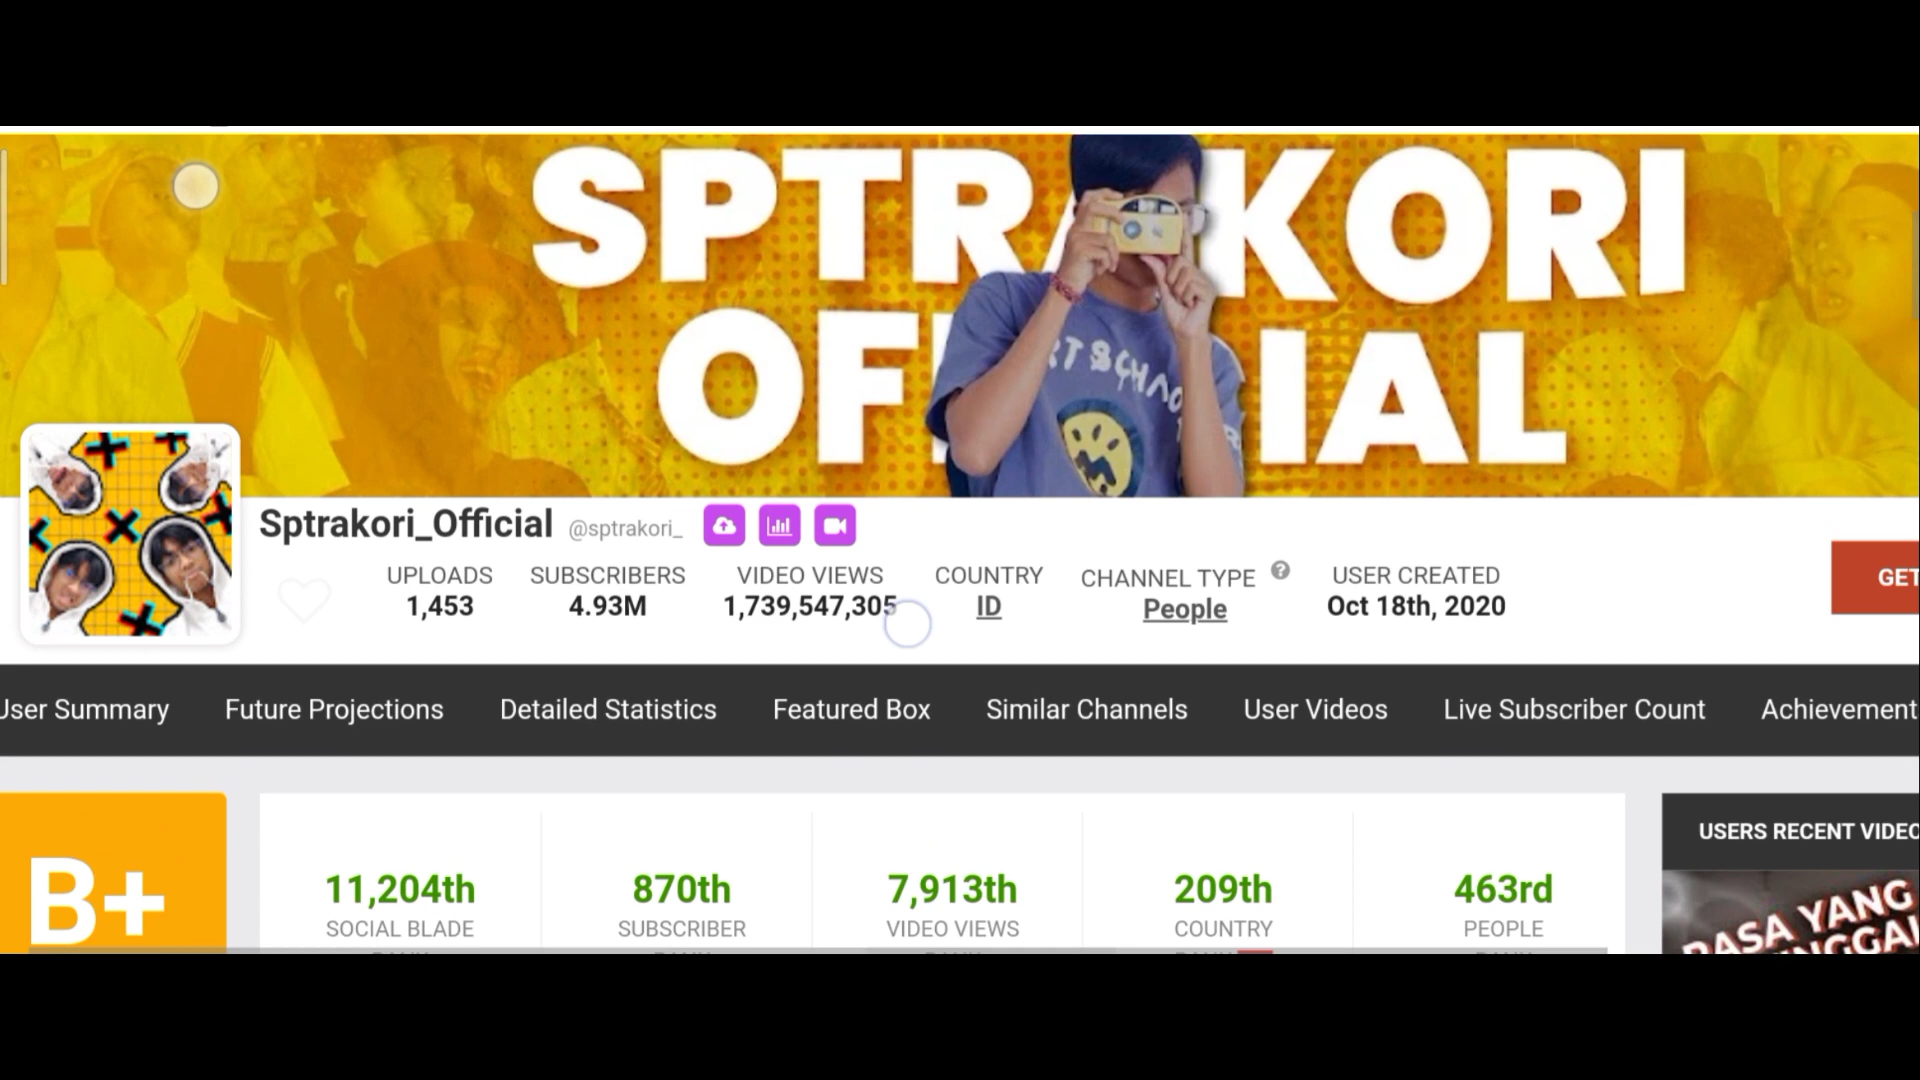 SPTRAKORI
OFFICIAL
Sptrakori_Official @sptrakori_
UPLOADS SUBSCRIBERS VIDEO VIEWS COUNTRY CHANNEL TYPE ? USER CREATED
1,453 4.93M 1,739,547,305 ID People Oct 18th, 2020
GET
User Summary Future Projections Detailed Statistics Featured Box Similar Channels User Videos Live Subscriber Count Achievement
B+
11,204th 870th 7,913th 209th 463rd
SOCIAL BLADE SUBSCRIBER VIDEO VIEWS COUNTRY PEOPLE
USERS RECENT VIDEO
RASA YANG